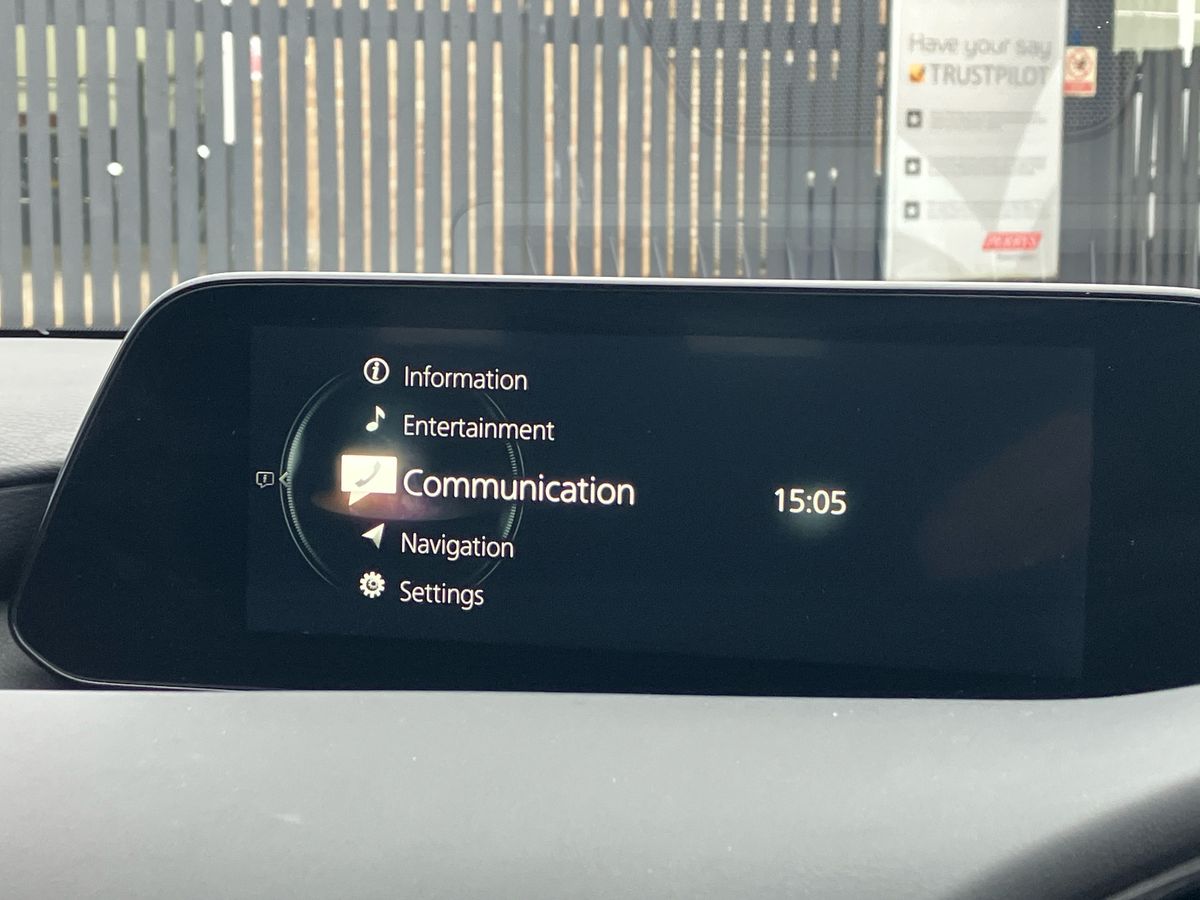 Have your say
TRUSTPILOT
PERRYS
Information
Entertainment
Communication
15:05
Navigation
Settings